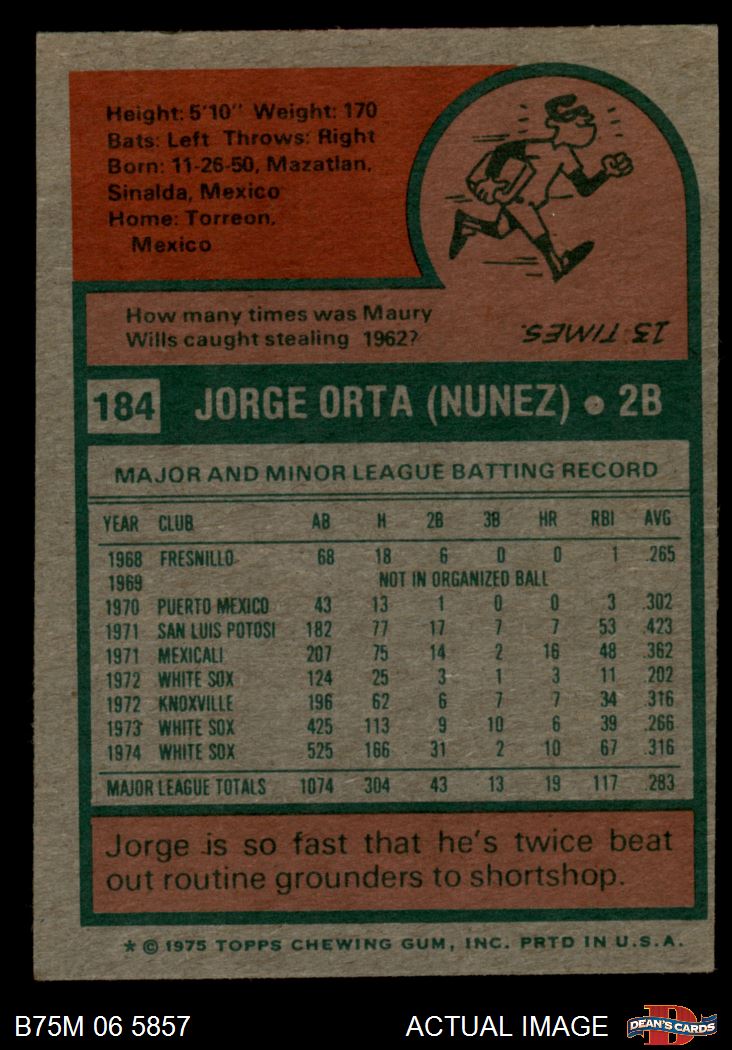 Height: 5'10" Weight: 170
Bats: Left Throws: Right
Born: 11-26-50, Mazatlan,
Sinalda, Mexico
Home: Torreon,
Mexico
How many times was Maury
Wills caught stealing 1962?
13 TIMES.
184 JORGE ORTA (NUNEZ) • 2B
MAJOR AND MINOR LEAGUE BATTING RECORD
YEAR CLUB AB H 2B 3B HR RBI AVG
1968 FRESNILLO 68 18 6 0 0 1 .265
1969 NOT IN ORGANIZED BALL
1970 PUERTO MEXICO 43 13 1 0 0 3 .302
1971 SAN LUIS POTOSI 182 77 17 7 7 53 .423
1971 MEXICALI 207 75 14 2 16 48 .362
1972 WHITE SOX 124 25 3 1 3 11 .202
1972 KNOXVILLE 196 62 6 7 7 34 .316
1973 WHITE SOX 425 113 9 10 6 39 .266
1974 WHITE SOX 525 166 31 2 10 67 .316
MAJOR LEAGUE TOTALS 1074 304 43 13 19 117 .283
Jorge is so fast that he's twice beat
out routine grounders to shortshop.
* © 1975 TOPPS CHEWING GUM, INC. PRTD IN U.S.A.
B75M 06 5857 ACTUAL IMAGE DEAN'S CARDS